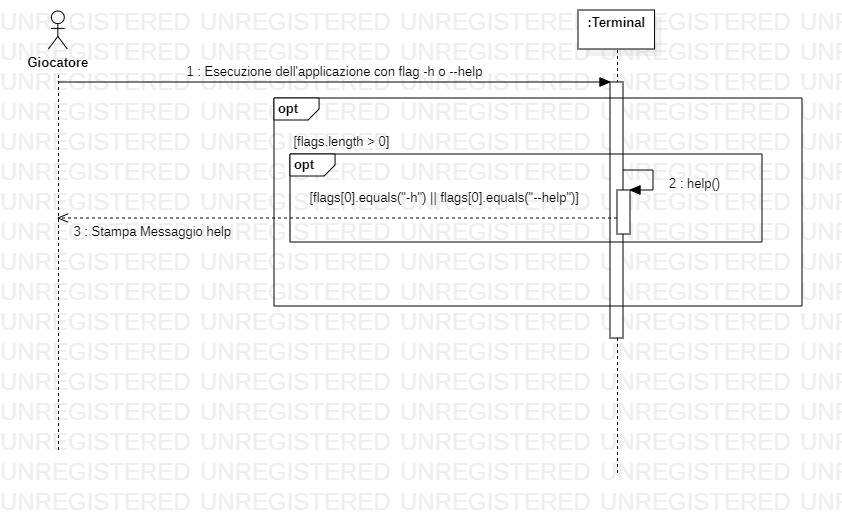 Giocatore
:Terminal
1 : Esecuzione dell'applicazione con flag -h o --help
opt
[flags.length > 0]
opt
[flags[0].equals("-h") || flags[0].equals("--help")]
2 : help()
3 : Stampa Messaggio help
UNREGISTERED UNREGISTERED UNREGISTERED UNREGISTERED UNR